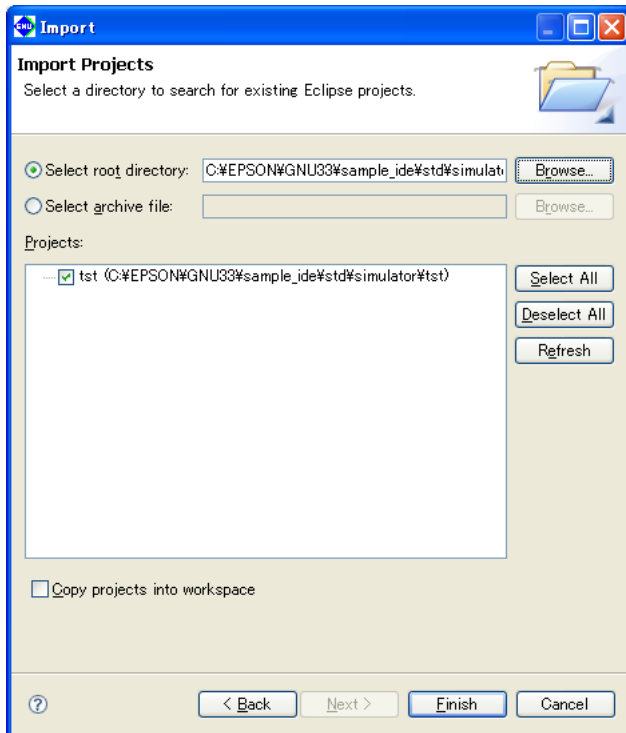 GNU Import
Import Projects
Select a directory to search for existing Eclipse projects.
Select root directory: C:¥EPSON¥GNU33¥sample_ide¥std¥simulat Browse...
Select archive file: Browse...
Projects:
tst (C:¥EPSON¥GNU33¥sample_ide¥std¥simulator¥tst)
Select All
Deselect All
Refresh
Copy projects into workspace
? < Back Next > Finish Cancel